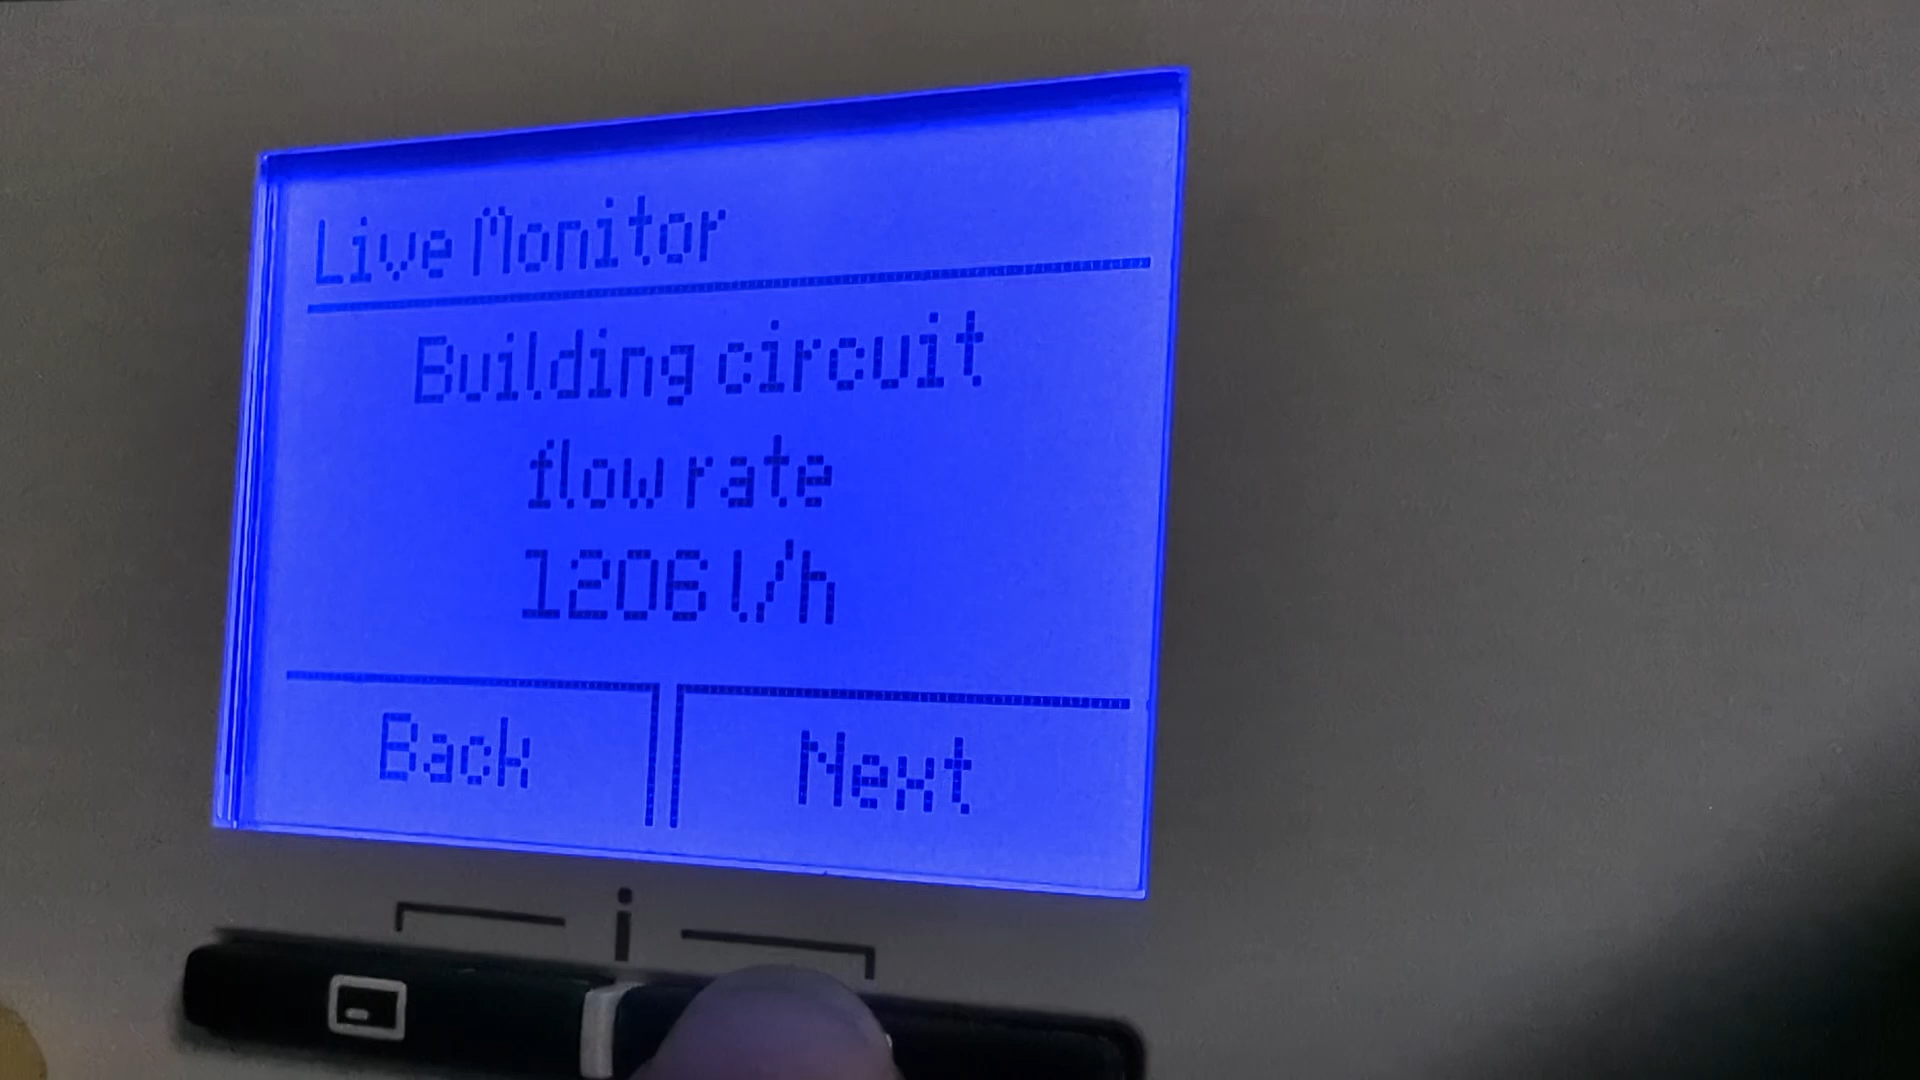 Live Monitor
Building circuit
flow rate
1206 l/h
Back Next
i